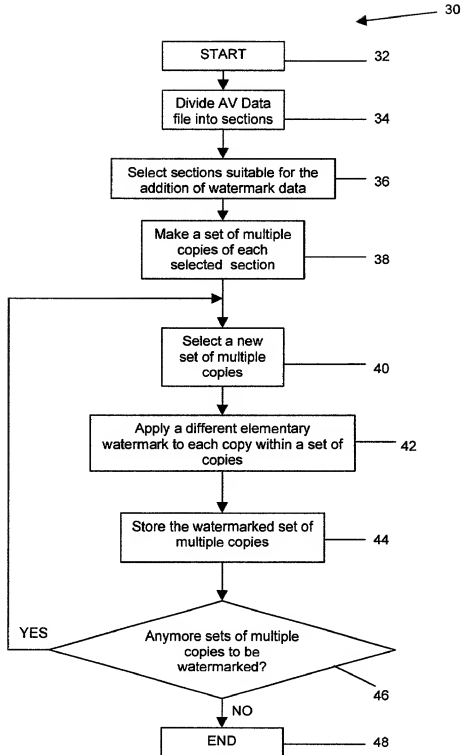 30
START
32
Divide AV Data
file into sections
34
Select sections suitable for the
addition of watermark data
36
Make a set of multiple
copies of each
selected section
38
Select a new
set of multiple
copies
40
Apply a different elementary
watermark to each copy within a set of
copies
42
Store the watermarked set of
multiple copies
44
YES
Anymore sets of multiple
copies to be
watermarked?
46
NO
END
48